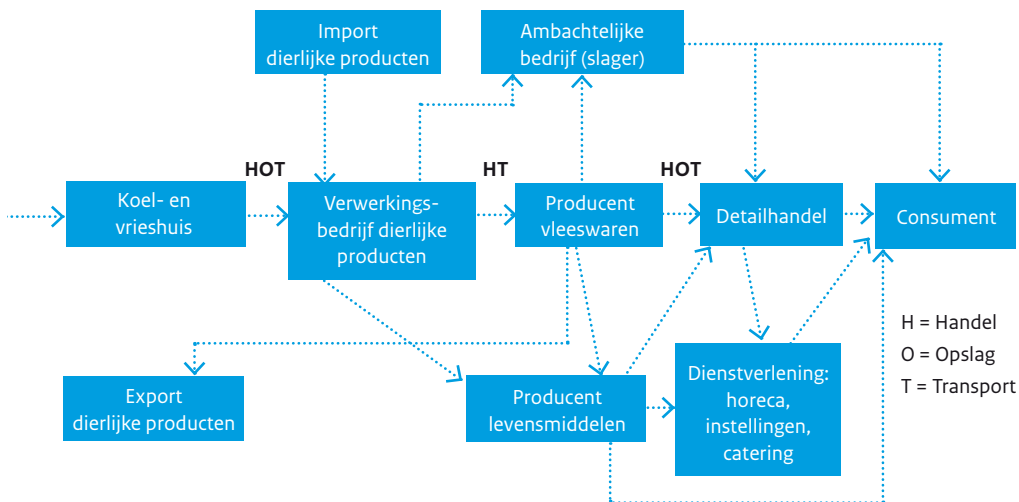 Import
dierlijke producten
Ambachtelijke
bedrijf (slager)
HOT
HT
HOT
Koel- en
vrieshuis
Verwerkings-
bedrijf dierlijke
producten
Producent
vleeswaren
Detailhandel
Consument
H = Handel
O = Opslag
T = Transport
Export
dierlijke producten
Producent
levensmiddelen
Dienstverlening:
horeca,
instellingen,
catering